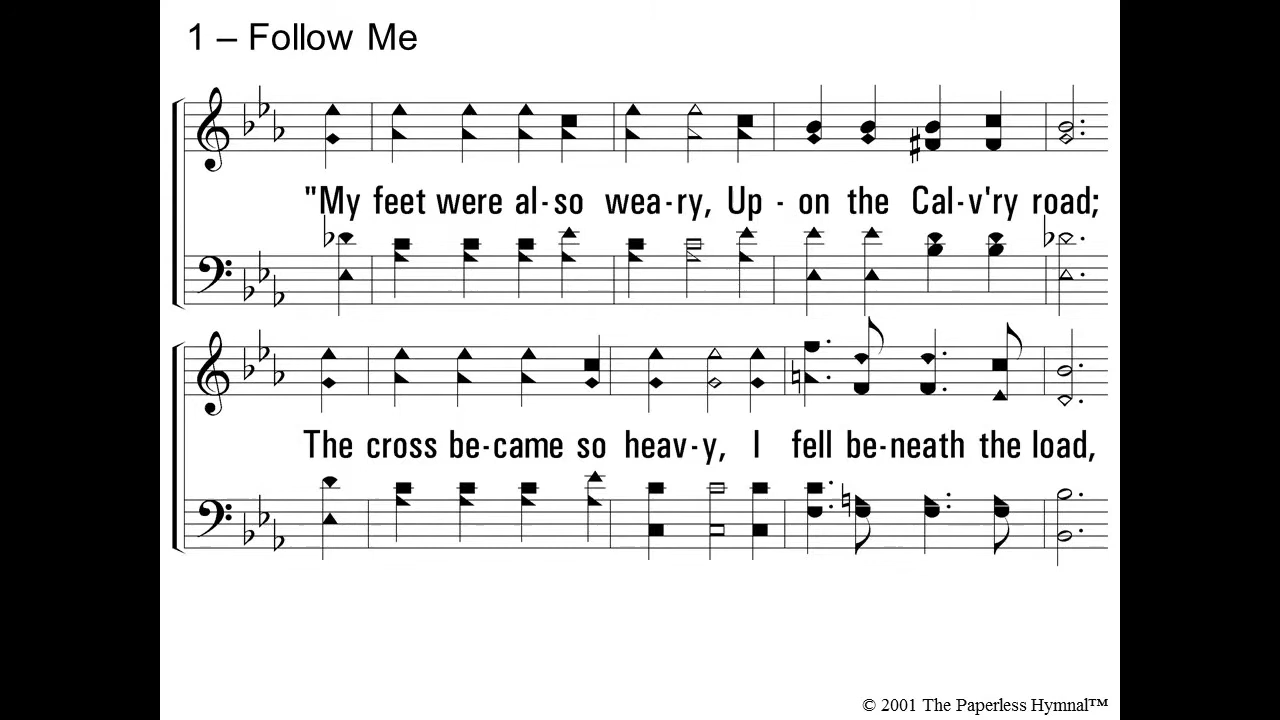 1 – Follow Me
"My feet were al-so wea-ry, Up - on the Cal-v'ry road;
The cross be-came so heav-y, I fell be-neath the load,
© 2001 The Paperless Hymnal™